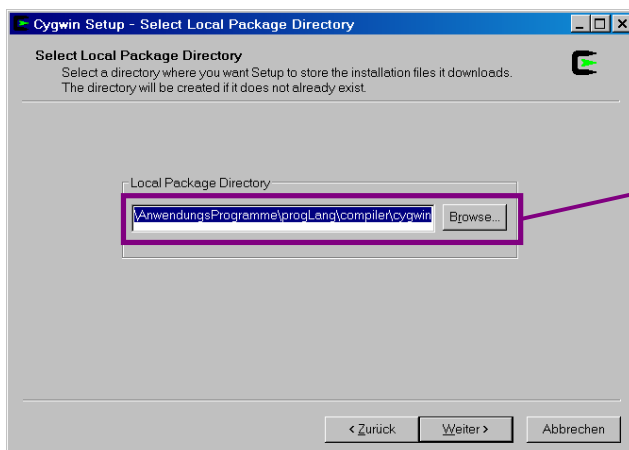 Cygwin Setup - Select Local Package Directory
Select Local Package Directory
Select a directory where you want Setup to store the installation files it downloads.
The directory will be created if it does not already exist.
Local Package Directory
\AnwendungsProgramme\progLang\compiler\cygwin
Browse...
< Zurück
Weiter >
Abbrechen